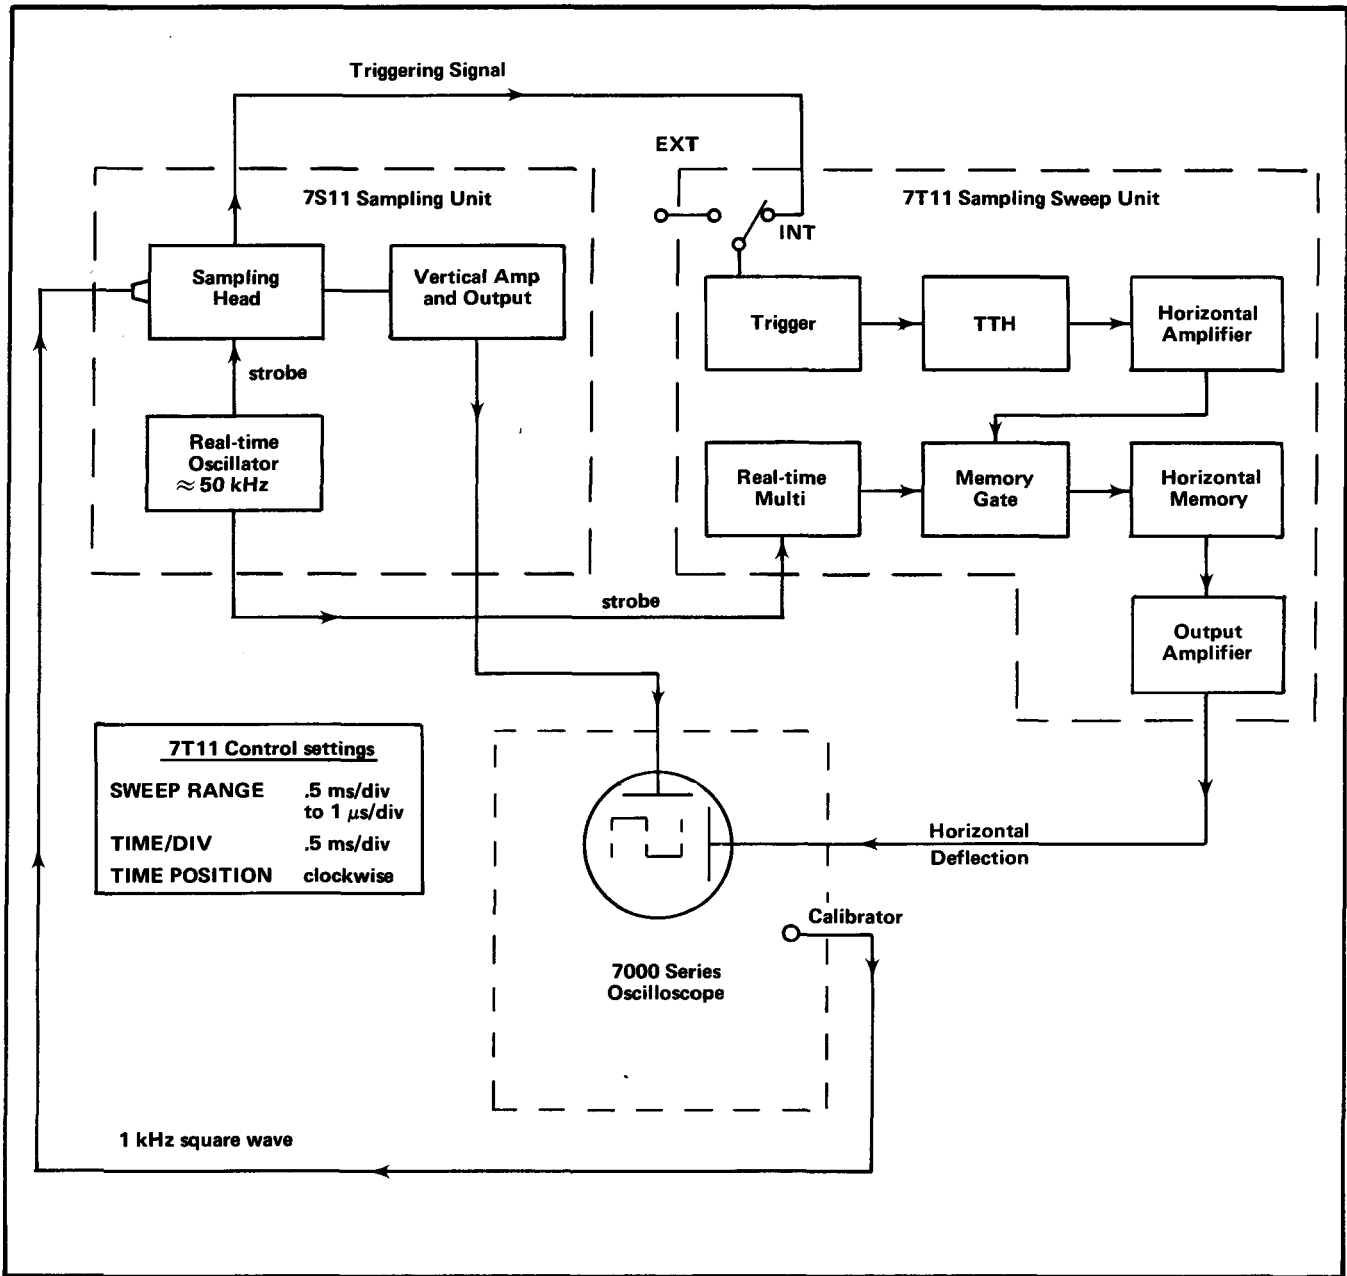 Triggering Signal
EXT
7S11 Sampling Unit
7T11 Sampling Sweep Unit
INT
Sampling
Head
Vertical Amp
and Output
Trigger
TTH
Horizontal
Amplifier
strobe
Real-time
Oscillator
≈ 50 kHz
Real-time
Multi
Memory
Gate
Horizontal
Memory
strobe
Output
Amplifier
7T11 Control settings
SWEEP RANGE .5 ms/div
to 1 μs/div
TIME/DIV .5 ms/div
TIME POSITION clockwise
Horizontal
Deflection
Calibrator
7000 Series
Oscilloscope
1 kHz square wave